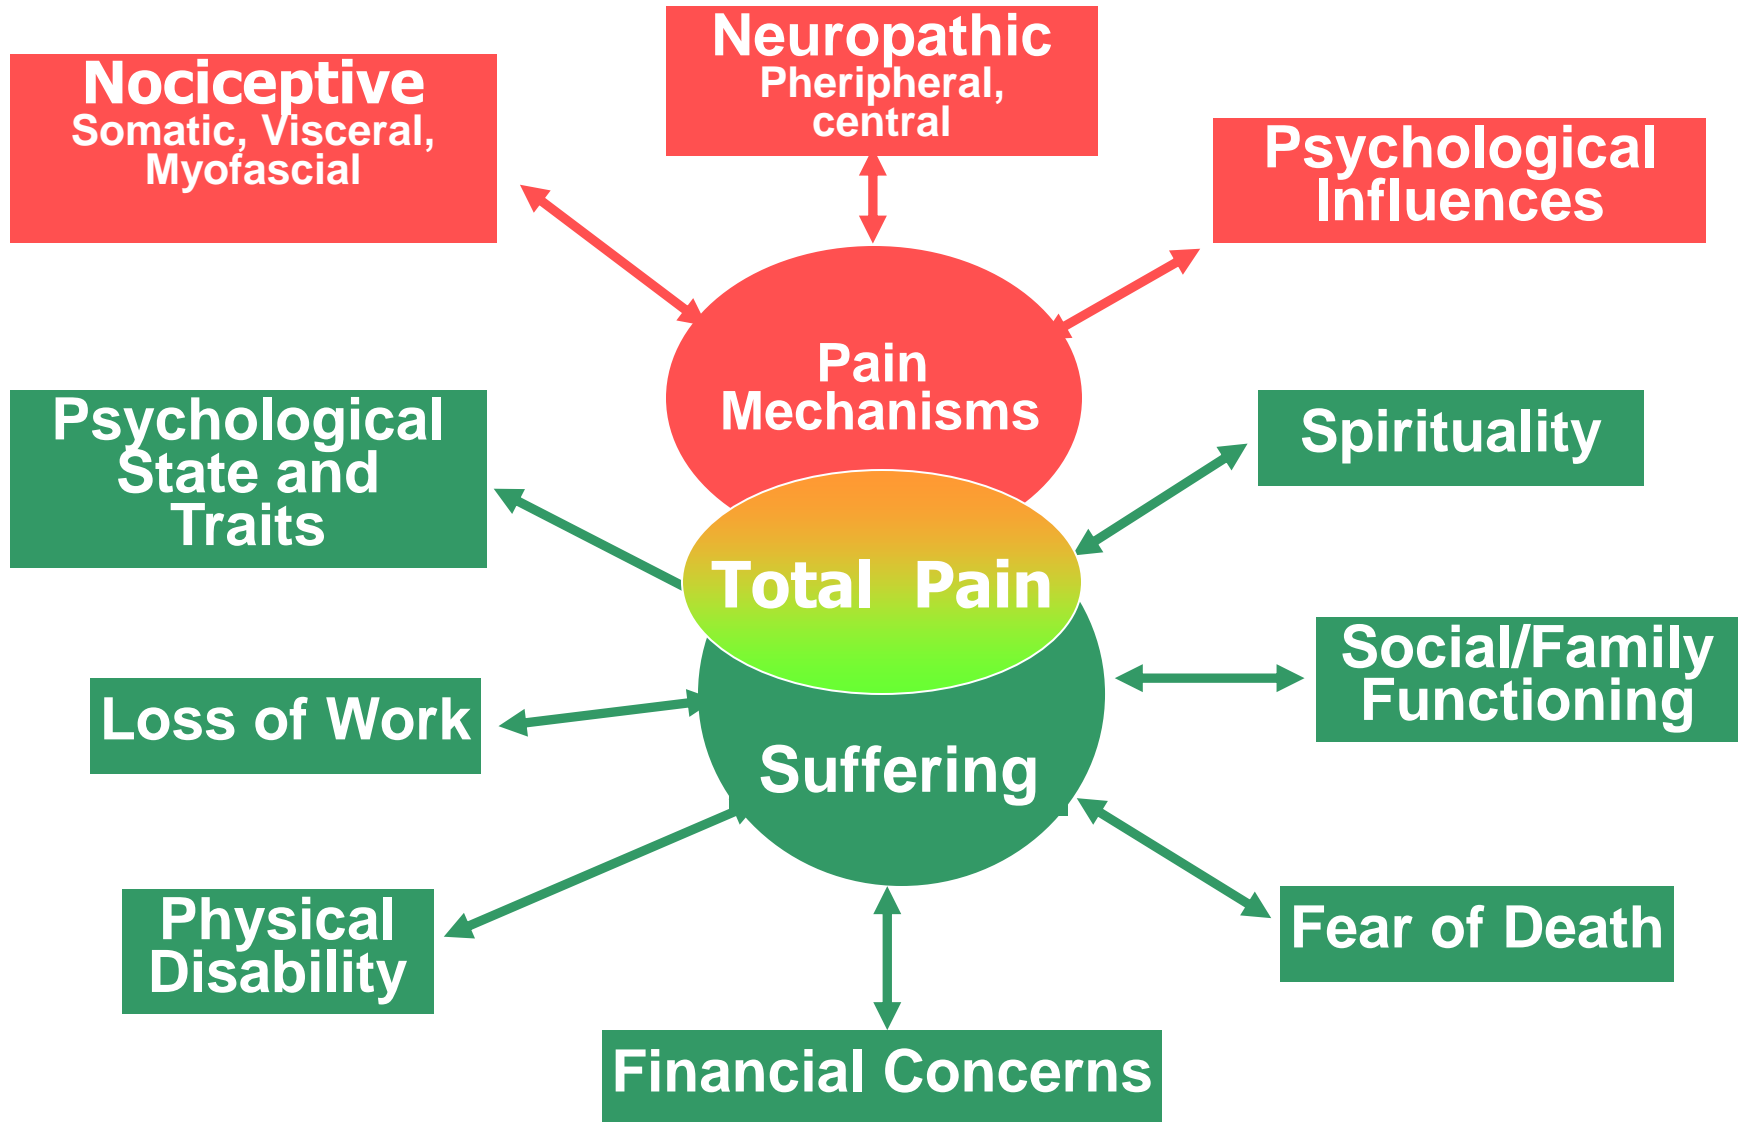 Neuropathic
Pheripheral,
central
Nociceptive
Somatic, Visceral,
Myofascial
Psychological
Influences
Pain
Mechanisms
Psychological
State and
Traits
Spirituality
Total Pain
Social/Family
Functioning
Loss of Work
Suffering
Physical
Disability
Fear of Death
Financial Concerns